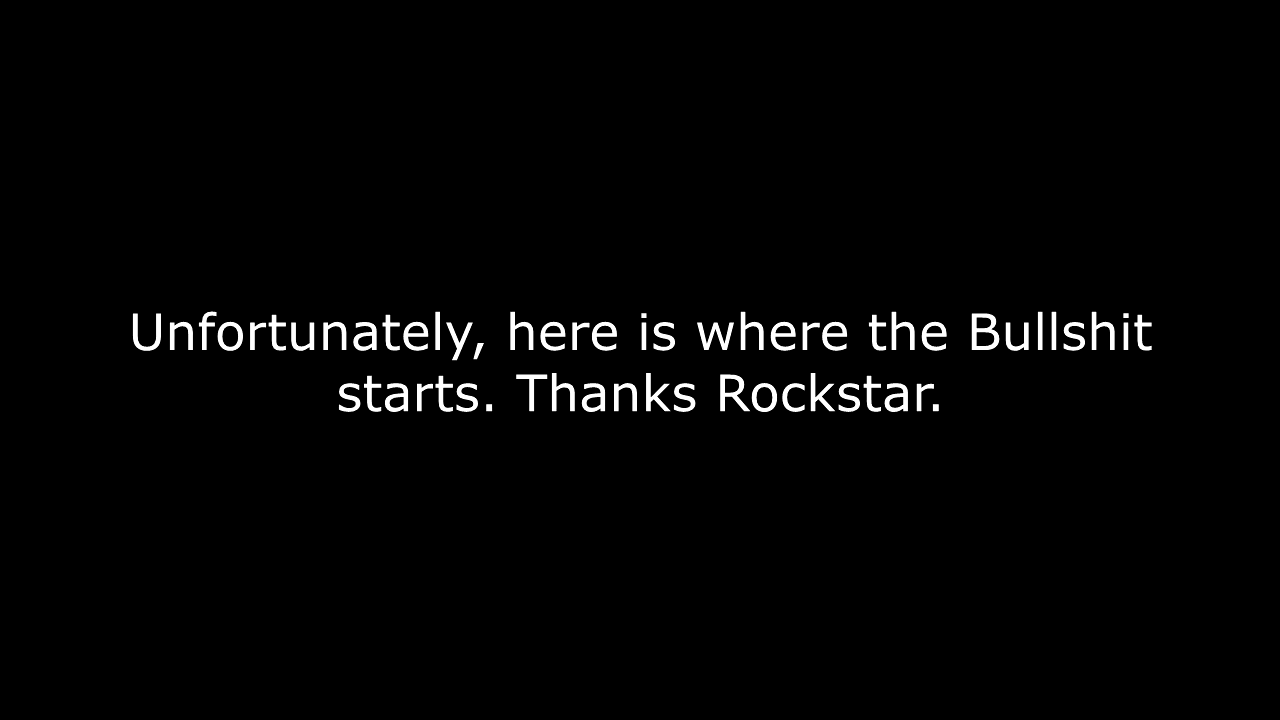 Unfortunately, here is where the Bullshit
starts. Thanks Rockstar.